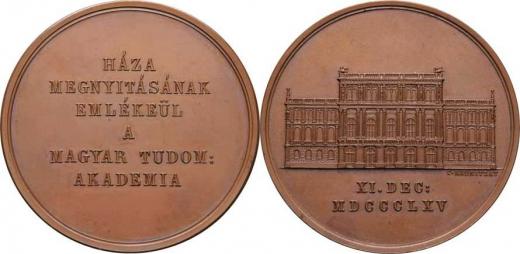 HÁZA
MEGNYITÁSÁNAK
EMLÉKEÜL
A
MAGYAR TUDOM:
AKADEMIA
XI. DEC:
MDCCCLXV